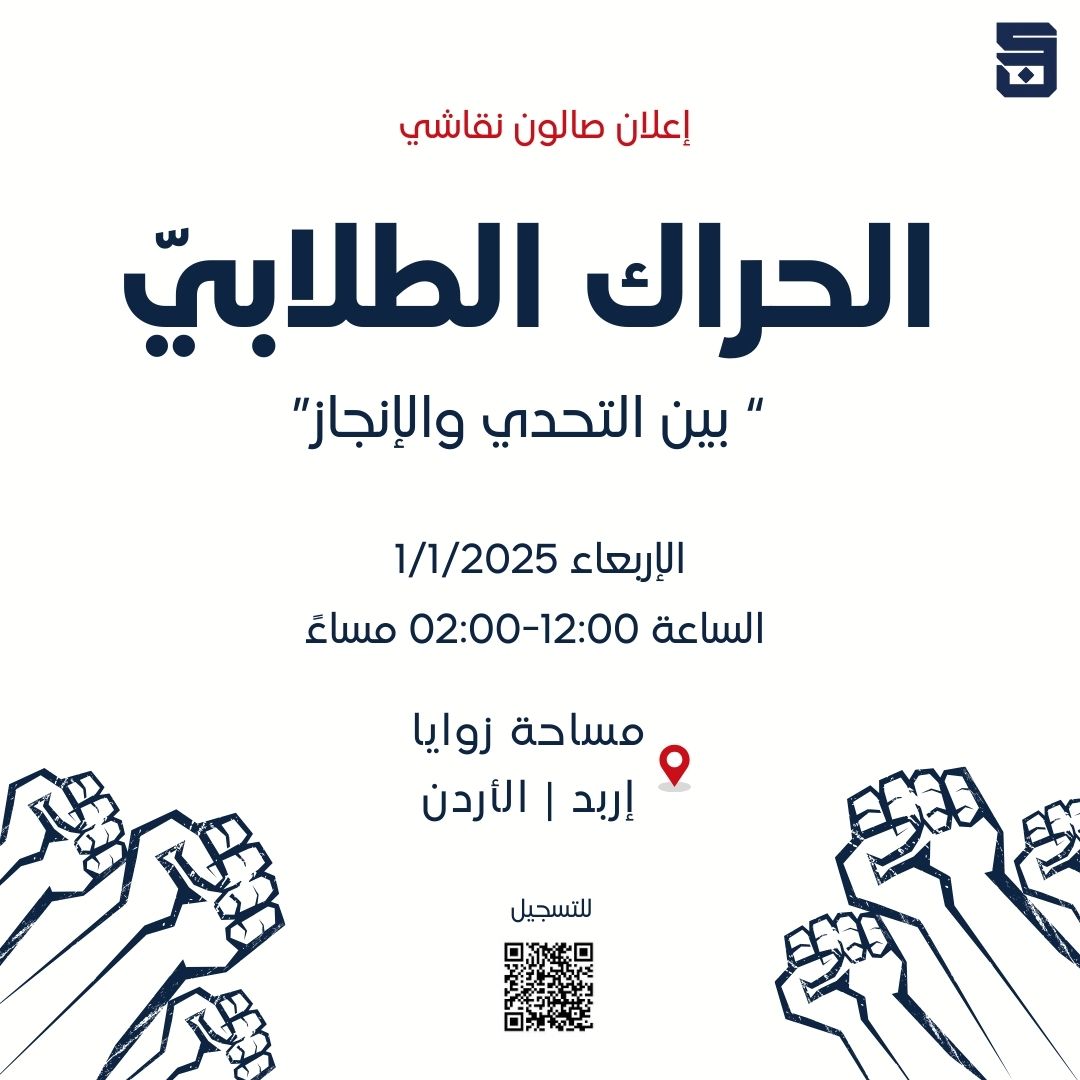 إعلان صالون نقاشي
الحراك الطلابيّ
“ بين التحدي والإنجاز”
الإربعاء 1/1/2025
الساعة 12:00-02:00 مساءً
مساحة زوايا
إربد | الأردن
للتسجيل